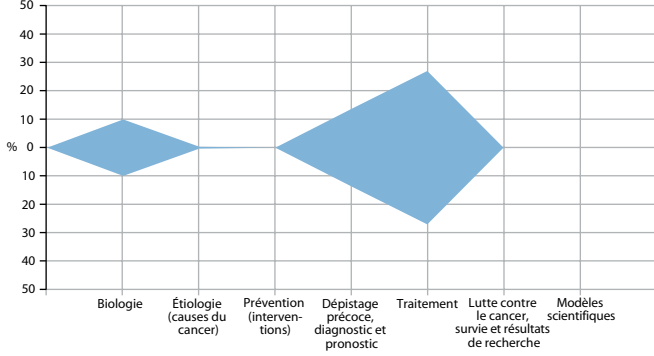 50
40
30
20
10
% 0
10
20
30
40
50
Biologie
Étiologie
(causes du
cancer)
Prévention
(interven-
tions)
Dépistage
précoce,
diagnostic et
pronostic
Traitement
Lutte contre
le cancer,
survie et résultats
de recherche
Modèles
scientifiques